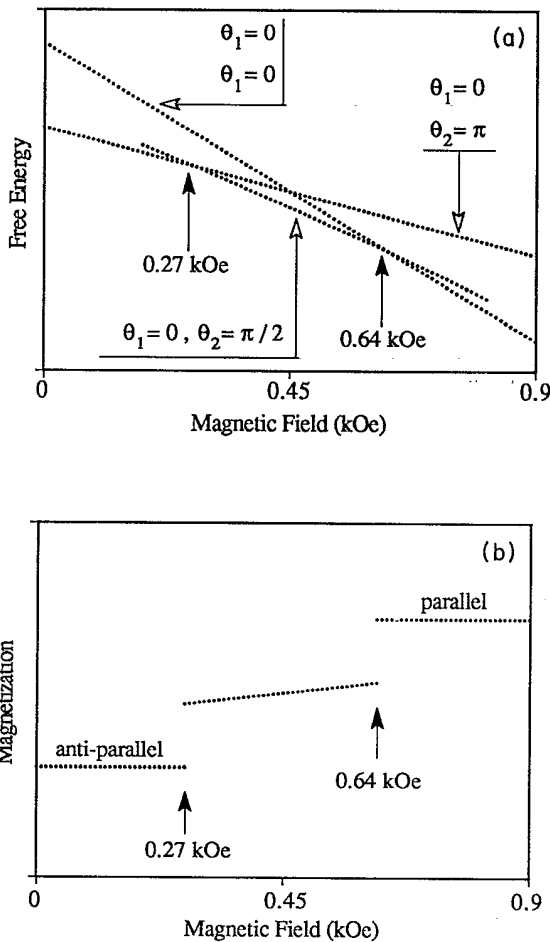 (a)
θ₁= 0
θ₁= 0
θ₁= 0
θ₂= π
Free Energy
0.27 kOe
θ₁= 0 , θ₂= π / 2
0.64 kOe
0
0.45
0.9
Magnetic Field (kOe)
(b)
parallel
Magnetization
anti-parallel
0.64 kOe
0.27 kOe
0
0.45
0.9
Magnetic Field (kOe)